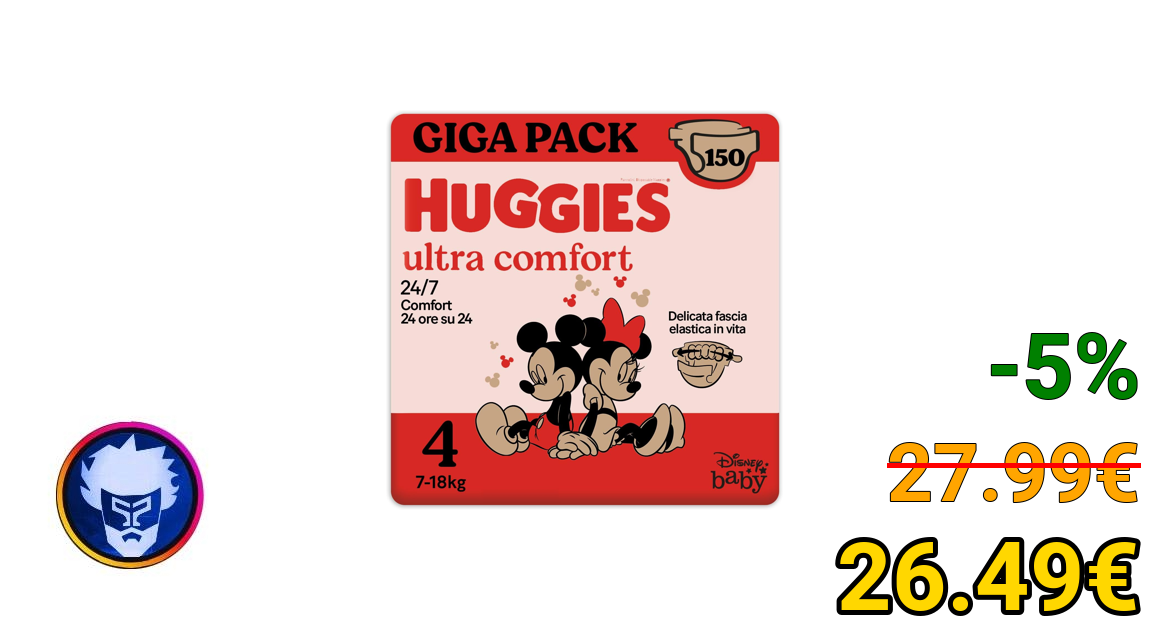 GIGA PACK
150
HUGGIES
ultra comfort
24/7
Comfort
24 ore su 24
Delicata fascia
elastica in vita
4
7-18kg
Disney
baby
-5%
27.99€
26.49€